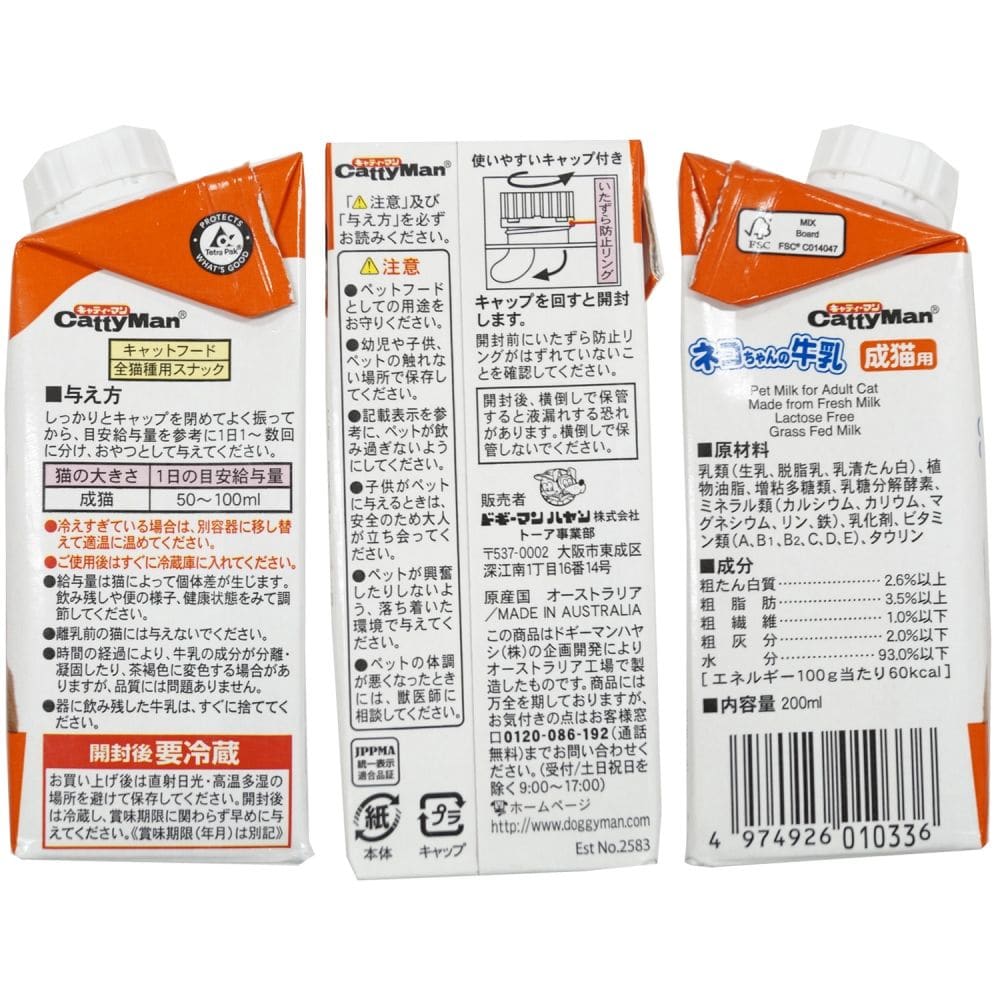 PROTECTS
Tetra Pak®
WHAT'S GOOD
キャティーマン
CattyMan®
キャットフード
全猫種用スナック
■与え方
しっかりとキャップを閉めてよく振って
から、目安給与量を参考に1日1～数回
に分け、おやつとして与えてください。
猫の大きさ 1日の目安給与量
成猫 50～100ml
●冷えすぎている場合は、別容器に移し替
えて適温に温めてください。
●ご使用後はすぐに冷蔵庫に入れてください。
●給与量は猫によって個体差が生じます。
飲み残しや便の様子、健康状態をみて調
節してください。
●離乳前の猫には与えないでください。
●時間の経過により、牛乳の成分が分離・
凝固したり、茶褐色に変色する場合があり
ますが、品質には問題ありません。
●器に飲み残した牛乳は、すぐに捨ててく
ださい。
開封後要冷蔵
お買い上げ後は直射日光・高温多湿の
場所を避けて保存してください。開封後
は冷蔵し、賞味期限に関わらず早めに与
えてください。《賞味期限(年月)は別記》
キャティーマン
CattyMan®
「⚠注意」及び
「与え方」を必ず
お読みください。
⚠注意
●ペットフード
としての用途を
お守りください。
●幼児や子供、
ペットの触れな
い場所で保存し
てください。
●記載表示を参
考に、ペットが飲
み過ぎないよう
にしてください。
●子供がペット
に与えるときは、
安全のため大人
が立ち会ってく
ださい。
●ペットが興奮
したりしないよ
う、落ち着いた
環境で与えてく
ださい。
●ペットの体調
が悪くなったとき
には、獣医師に
相談してください。
JPPMA
統一表示
適合品証
紙
本体
プラ
キャップ
使いやすいキャップ付き
いたずら防止リング
キャップを回すと開封
します。
開封前にいたずら防止リ
ングがはずれていないこ
とを確認してください。
開封後、横倒しで保管
すると液漏れする恐れ
があります。横倒しで保
管しないでください。
販売者
ドギーマンハヤシ株式会社
トーア事業部
〒537-0002 大阪市東成区
深江南1丁目16番14号
原産国 オーストラリア
/MADE IN AUSTRALIA
この商品はドギーマンハヤ
シ(株)の企画開発により
オーストラリア工場で製
造したものです。商品には
万全を期しておりますが、
お気付きの点はお客様窓
口0120-086-192(通話
無料)までお問い合わせく
ださい。(受付/土日祝日を
除く9:00～17:00)
ホームページ
http://www.doggyman.com
Est No.2583
FSC
MIX
Board
FSC® C014047
キャティーマン
CattyMan®
ネコちゃんの牛乳 成猫用
Pet Milk for Adult Cat
Made from Fresh Milk
Lactose Free
Grass Fed Milk
■原材料
乳類(生乳、脱脂乳、乳清たん白)、植
物油脂、増粘多糖類、乳糖分解酵素、
ミネラル類(カルシウム、カリウム、マ
グネシウム、リン、鉄)、乳化剤、ビタミ
ン類(A、B₁、B₂、C、D、E)、タウリン
■成分
粗たん白質……………2.6%以上
粗脂肪……………3.5%以上
粗繊維……………1.0%以下
粗灰分……………2.0%以下
水分……………93.0%以下
[エネルギー100g当たり60kcal]
■内容量 200ml
4 974926 010336